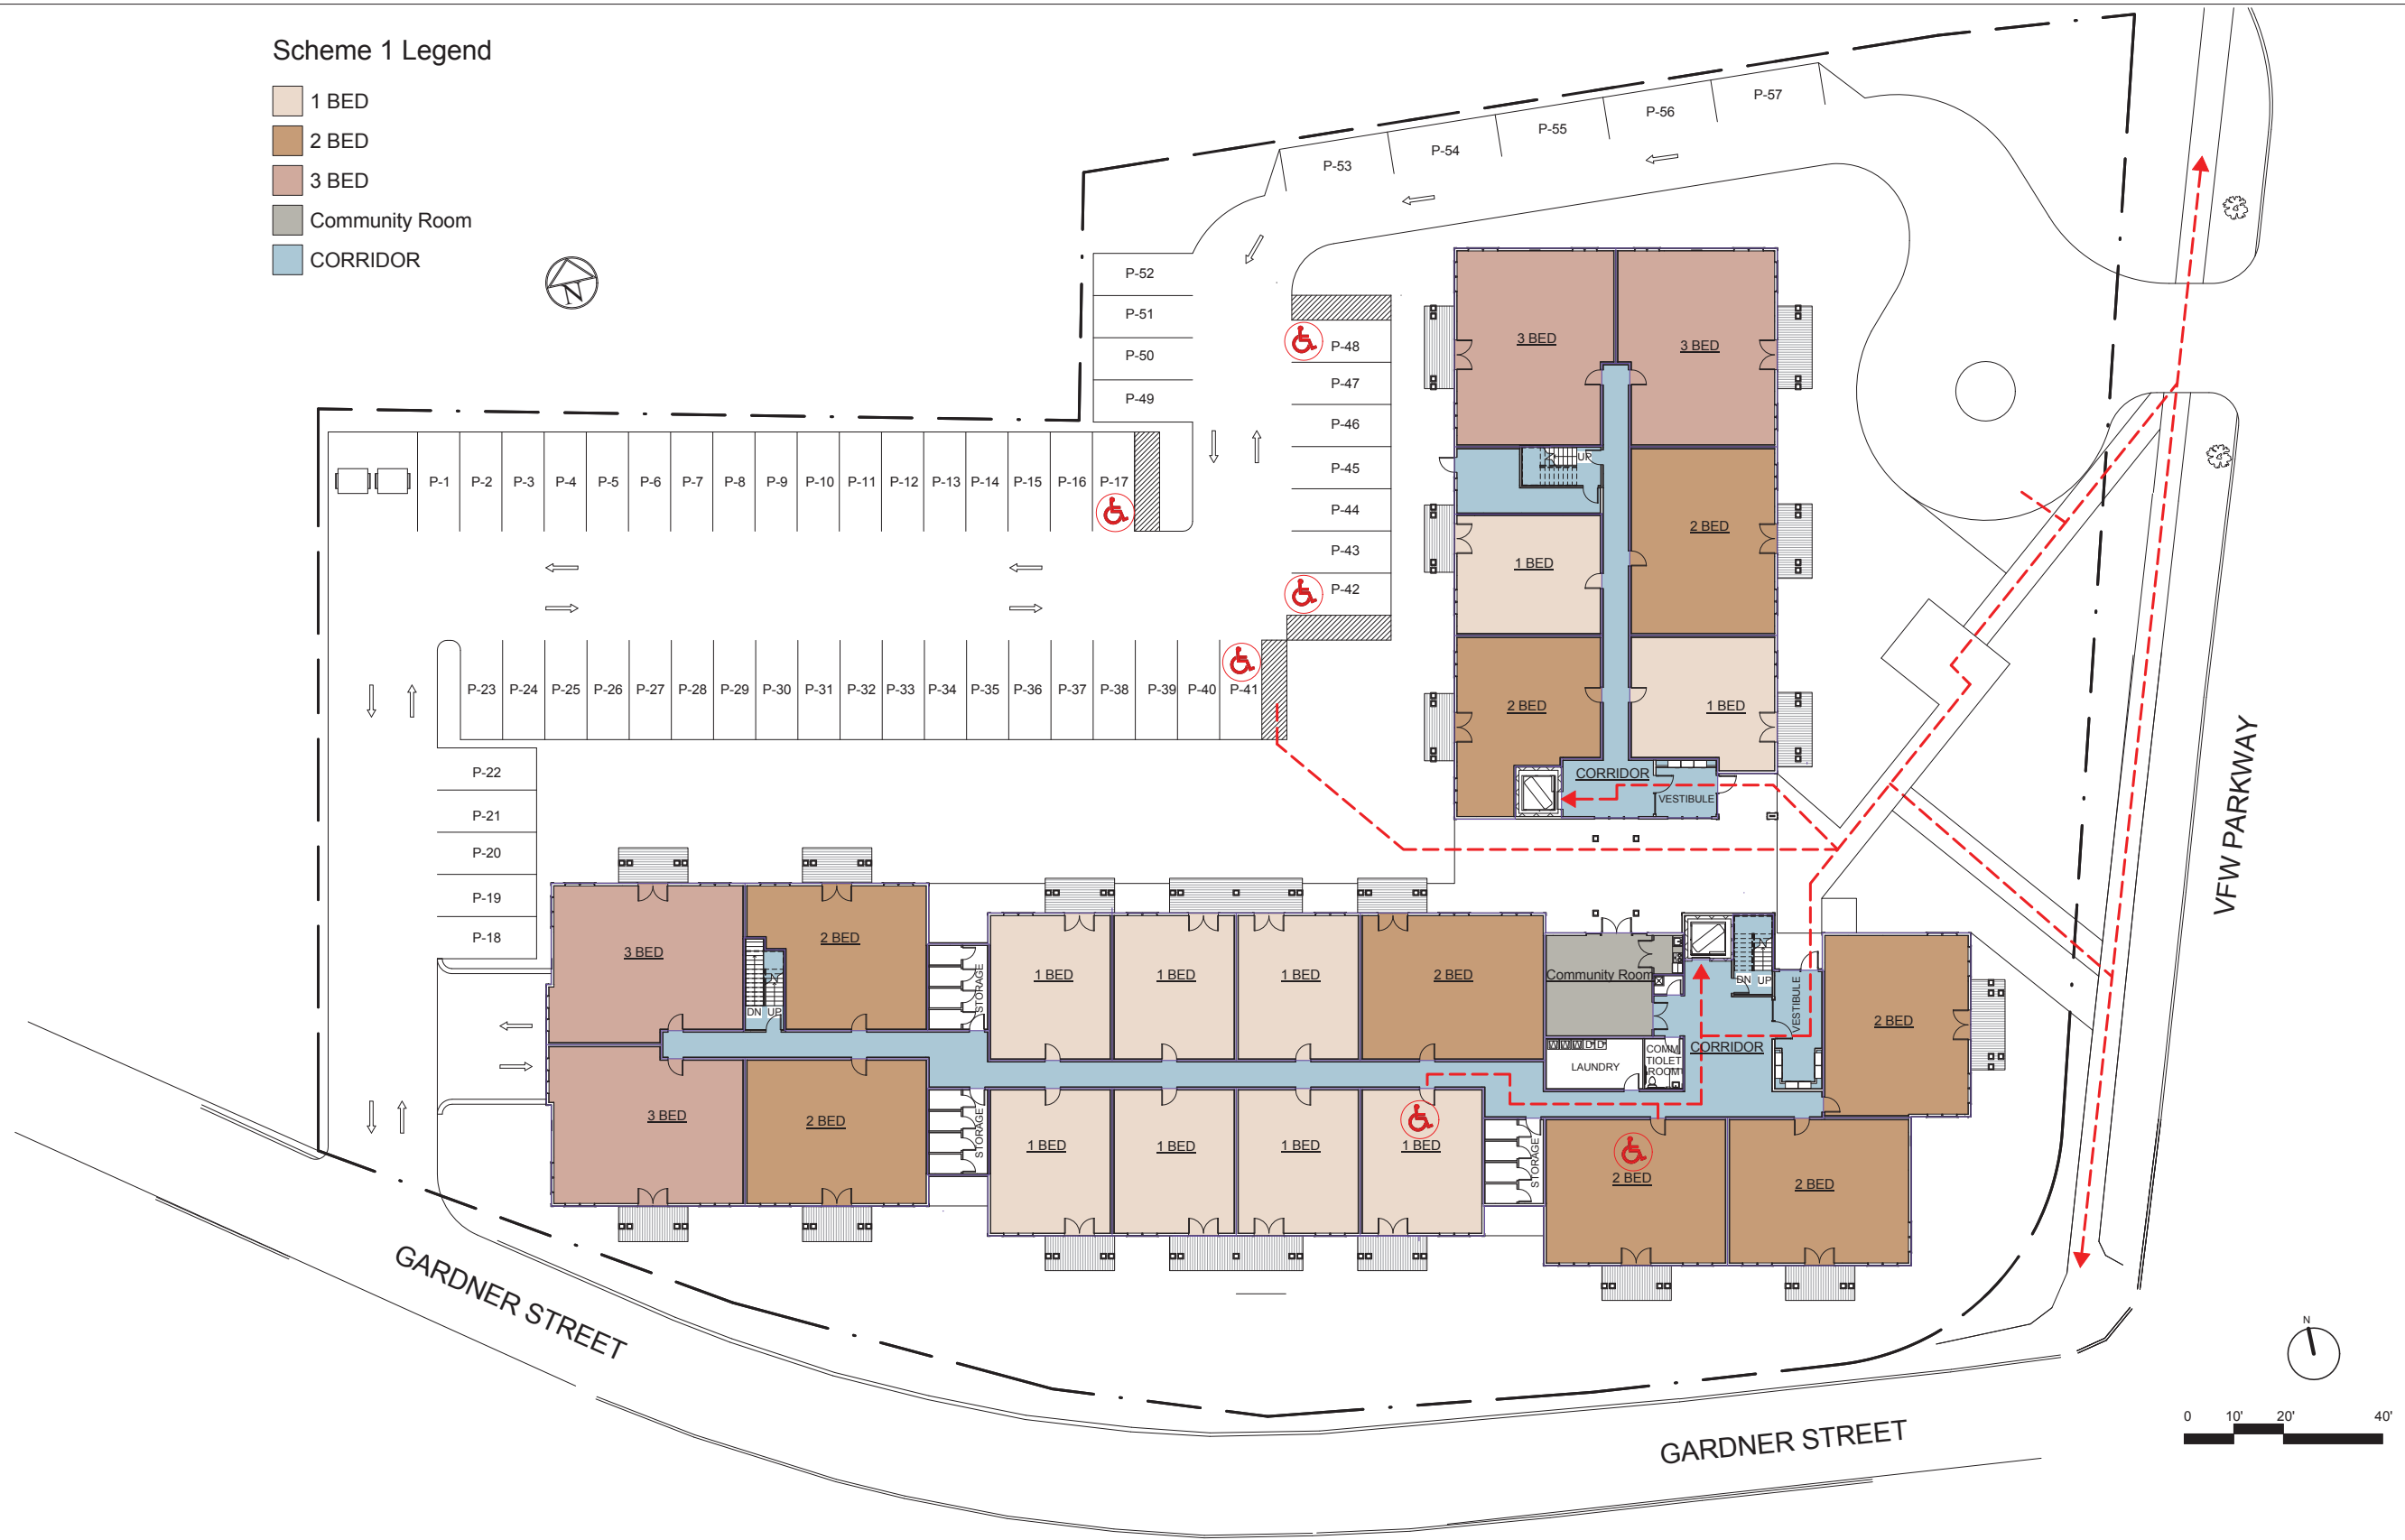 Scheme 1 Legend
1 BED
2 BED
3 BED
Community Room
CORRIDOR
N
P-57
P-56
P-55
P-54
P-53
P-52
P-51
P-50
P-49
P-48
P-47
P-46
P-45
P-44
P-43
P-42
P-1 P-2 P-3 P-4 P-5 P-6 P-7 P-8 P-9 P-10 P-11 P-12 P-13 P-14 P-15 P-16 P-17
P-23 P-24 P-25 P-26 P-27 P-28 P-29 P-30 P-31 P-32 P-33 P-34 P-35 P-36 P-37 P-38 P-39 P-40 P-41
P-22
P-21
P-20
P-19
P-18
3 BED
3 BED
UP
2 BED
1 BED
2 BED
1 BED
CORRIDOR
VESTIBULE
VFW PARKWAY
3 BED
2 BED
DN UP
STORAGE
1 BED
1 BED
1 BED
2 BED
Community Room
DN UP
VESTIBULE
2 BED
CORRIDOR
W W W D D
LAUNDRY
COMM
TIOLET
ROOM
3 BED
2 BED
STORAGE
1 BED
1 BED
1 BED
1 BED
STORAGE
2 BED
2 BED
GARDNER STREET
GARDNER STREET
N
0 10' 20' 40'